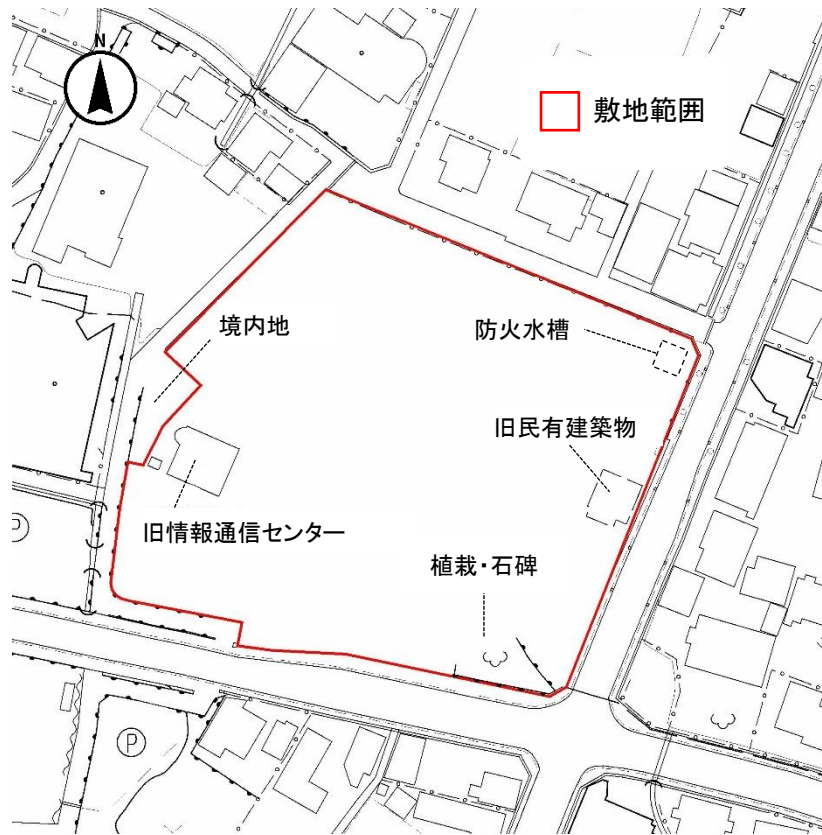 N
敷地範囲
境内地
防火水槽
旧民有建築物
旧情報通信センター
植栽・石碑
P
P